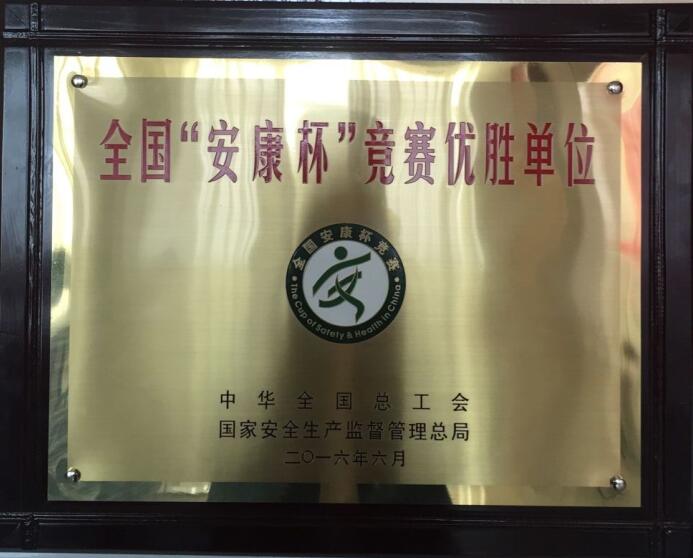 全国“安康杯”竞赛优胜单位
全国安康杯竞赛
安
The Cup of Safety & Health in China
中华全国总工会
国家安全生产监督管理总局
二〇一六年六月